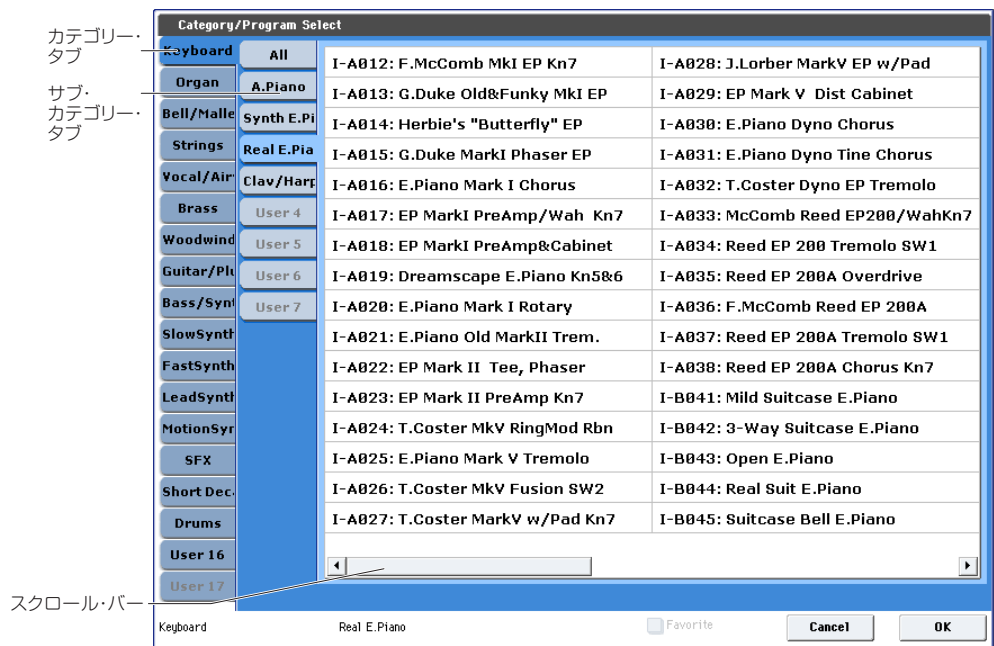 Category/Program Select
カテゴリー・
タブ
サブ・
カテゴリー・
タブ
スクロール・バー
Keyboard
Organ
Bell/Malle
Strings
Vocal/Air
Brass
Woodwind
Guitar/Plu
Bass/Synt
SlowSynth
FastSynth
LeadSynth
MotionSyr
SFX
Short Dec
Drums
User 16
User 17
All
A.Piano
Synth E.Pi
Real E.Pia
Clav/Harp
User 4
User 5
User 6
User 7
I-A012: F.McComb MkI EP Kn7
I-A013: G.Duke Old&Funky MkI EP
I-A014: Herbie's "Butterfly" EP
I-A015: G.Duke MarkI Phaser EP
I-A016: E.Piano Mark I Chorus
I-A017: EP MarkI PreAmp/Wah Kn7
I-A018: EP MarkI PreAmp&Cabinet
I-A019: Dreamscape E.Piano Kn5&6
I-A020: E.Piano Mark I Rotary
I-A021: E.Piano Old MarkII Trem.
I-A022: EP Mark II Tee, Phaser
I-A023: EP Mark II PreAmp Kn7
I-A024: T.Coster MkV RingMod Rbn
I-A025: E.Piano Mark V Tremolo
I-A026: T.Coster MkV Fusion SW2
I-A027: T.Coster MarkV w/Pad Kn7
I-A028: J.Lorber MarkV EP w/Pad
I-A029: EP Mark V Dist Cabinet
I-A030: E.Piano Dyno Chorus
I-A031: E.Piano Dyno Tine Chorus
I-A032: T.Coster Dyno EP Tremolo
I-A033: McComb Reed EP200/WahKn7
I-A034: Reed EP 200 Tremolo SW1
I-A035: Reed EP 200A Overdrive
I-A036: F.McComb Reed EP 200A
I-A037: Reed EP 200A Tremolo SW1
I-A038: Reed EP 200A Chorus Kn7
I-B041: Mild Suitcase E.Piano
I-B042: 3-Way Suitcase E.Piano
I-B043: Open E.Piano
I-B044: Real Suit E.Piano
I-B045: Suitcase Bell E.Piano
Keyboard
Real E.Piano
Favorite
Cancel
OK